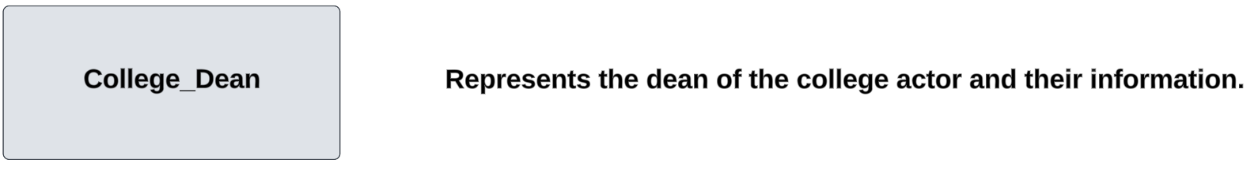 College_Dean
Represents the dean of the college actor and their information.